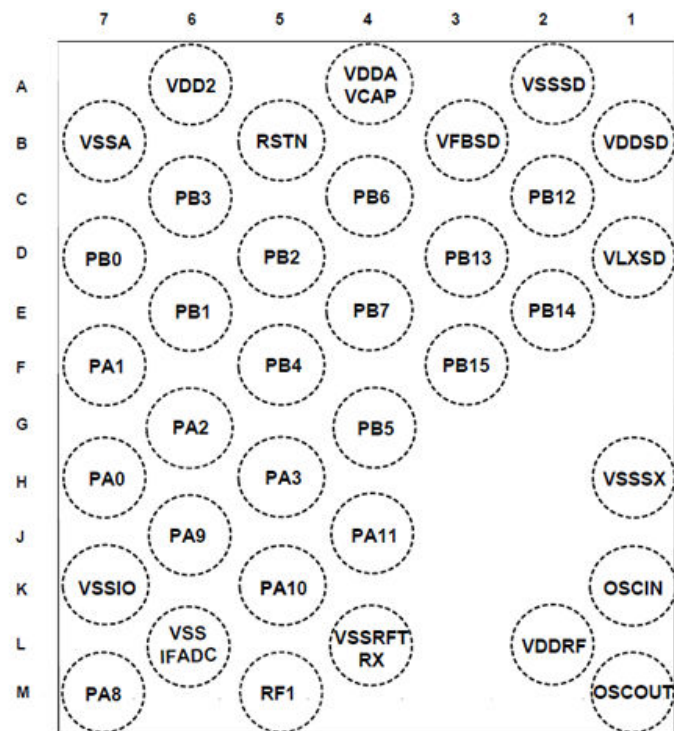 7 6 5 4 3 2 1
A VDD2 VDDA VSSSD
VCAP
B VSSA RSTN VFBSD VDDSD
C PB3 PB6 PB12
D PB0 PB2 PB13 VLXSD
E PB1 PB7 PB14
F PA1 PB4 PB15
G PA2 PB5
H PA0 PA3 VSSSX
J PA9 PA11
K VSSIO PA10 OSCIN
L VSS VSSRFT VDDRF
IFADC RX
M PA8 RF1 OSCOUT